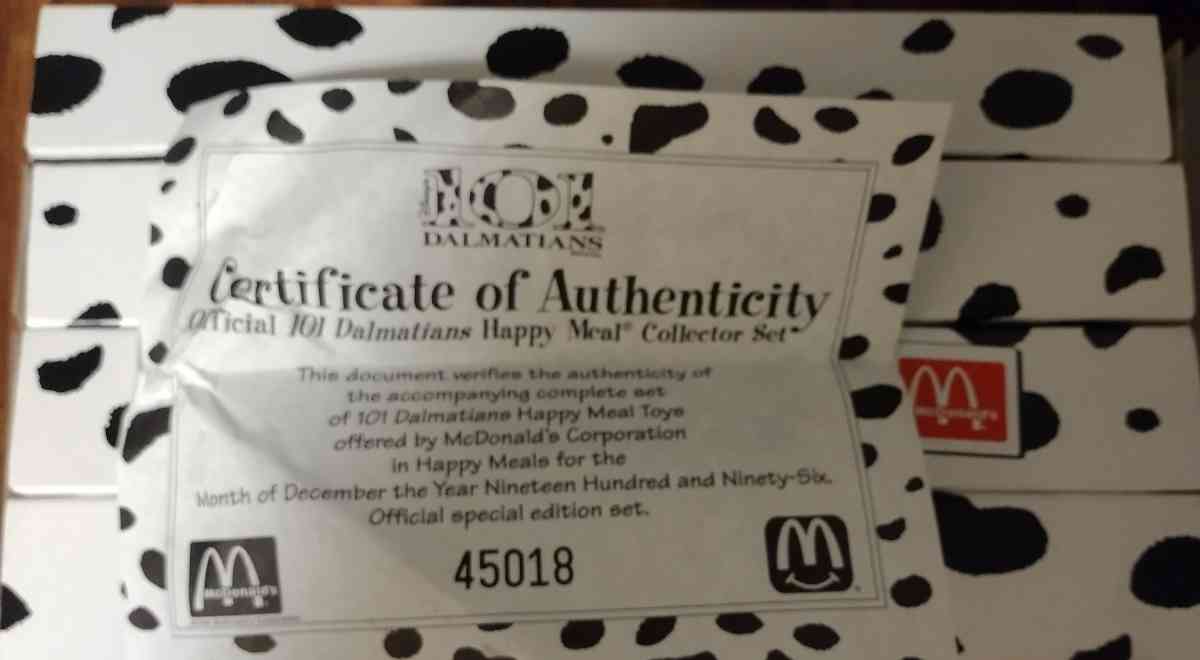 101
DALMATIANS
Certificate of Authenticity
Official 101 Dalmatians Happy Meal® Collector Set™
This document verifies the authenticity of
the accompanying complete set
of 101 Dalmatians Happy Meal Toys
offered by McDonald's Corporation
in Happy Meals for the
Month of December the Year Nineteen Hundred and Ninety-Six.
Official special edition set.
McDonald's
45018
McDonald's